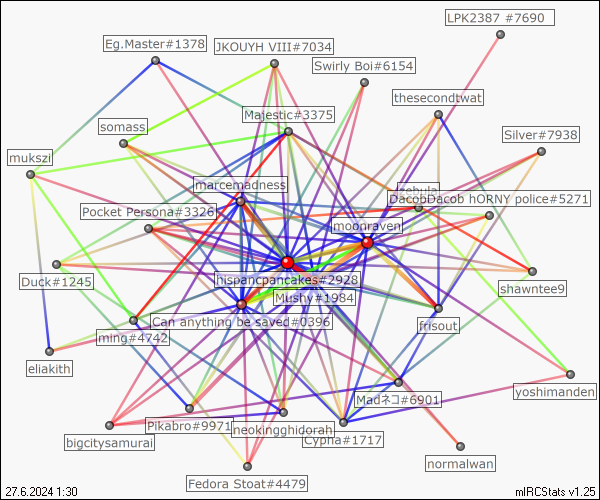 LPK2387 #7690
Eg.Master#1378
JKOUYH VIII#7034
Swirly Boi#6154
thesecondtwat
Majestic#3375
somass
Silver#7938
mukszi
marcemadness
DacobDacob hORNY police#5271
Pocket Persona#3326
moonraven
Duck#1245
hispancpancakes#2928
shawntee9
Mushy#1984
Can anything be saved#0396
frisout
ming#4742
eliakith
yoshimanden
Madネコ#6901
Pikabro#9971
neokingghidorah
Cypha#1717
bigcitysamurai
normalwan
Fedora Stoat#4479
27.6.2024 1:30
mIRCStats v1.25